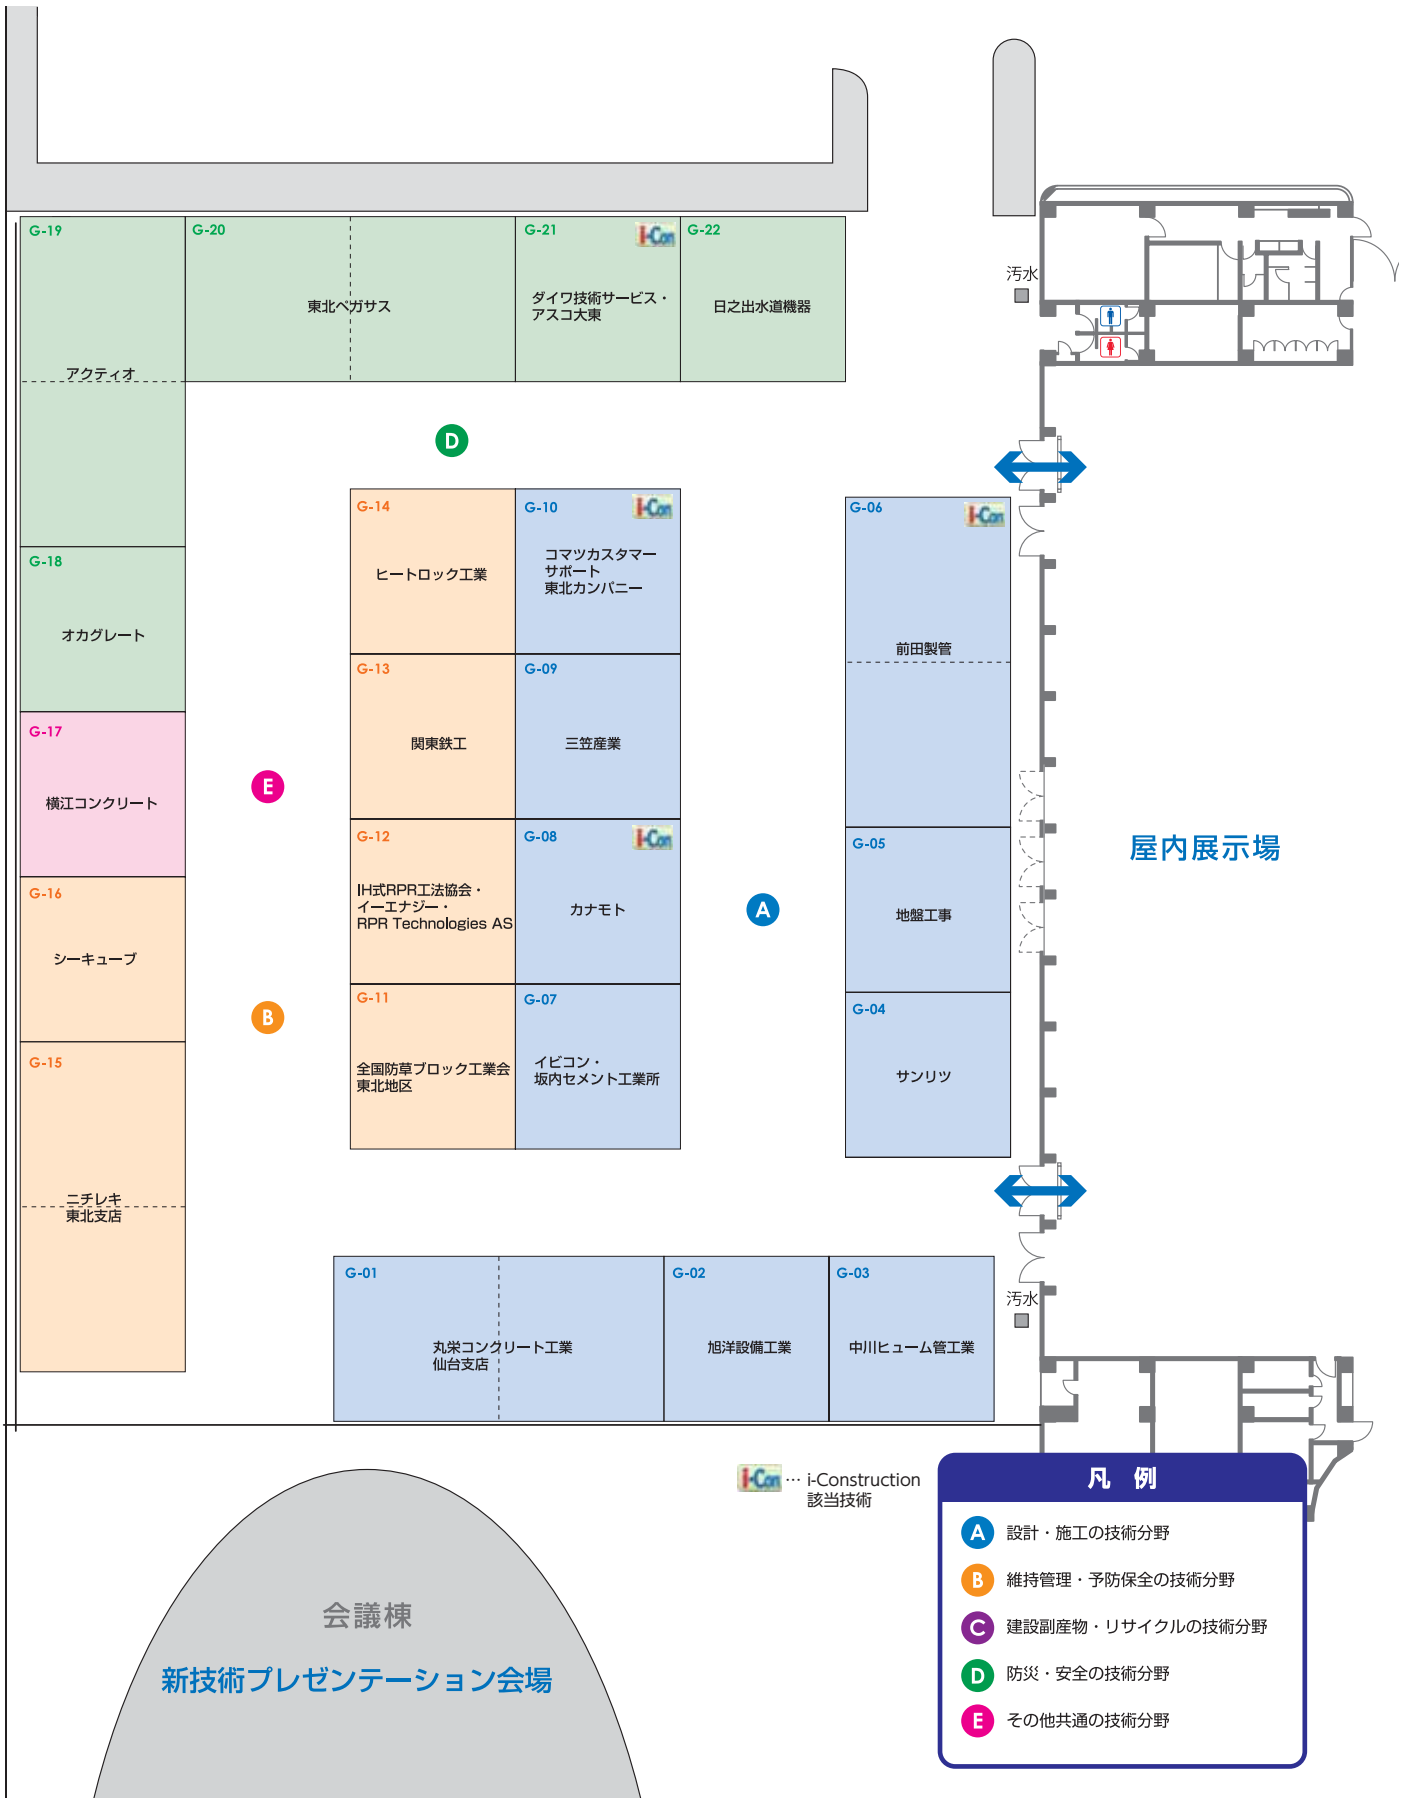 G-19
アクティオ
G-20
東北ペガサス
G-21
i-Con
ダイワ技術サービス・
アスコ大東
G-22
日之出水道機器
汚水
D
G-18
オカグレート
G-17
横江コンクリート
G-16
シーキューブ
G-15
ニチレキ
東北支店
E
B
G-14
ヒートロック工業
G-10
i-Con
コマツカスタマー
サポート
東北カンパニー
G-13
関東鉄工
G-09
三笠産業
G-12
IH式RPR工法協会・
イーエナジー・
RPR Technologies AS
G-08
i-Con
カナモト
G-11
全国防草ブロック工業会
東北地区
G-07
イビコン・
坂内セメント工業所
A
G-06
i-Con
前田製管
G-05
地盤工事
G-04
サンリツ
屋内展示場
G-01
丸栄コンクリート工業
仙台支店
G-02
旭洋設備工業
G-03
中川ヒューム管工業
汚水
i-Con … i-Construction
該当技術
会議棟
新技術プレゼンテーション会場
凡 例
A 設計・施工の技術分野
B 維持管理・予防保全の技術分野
C 建設副産物・リサイクルの技術分野
D 防災・安全の技術分野
E その他共通の技術分野